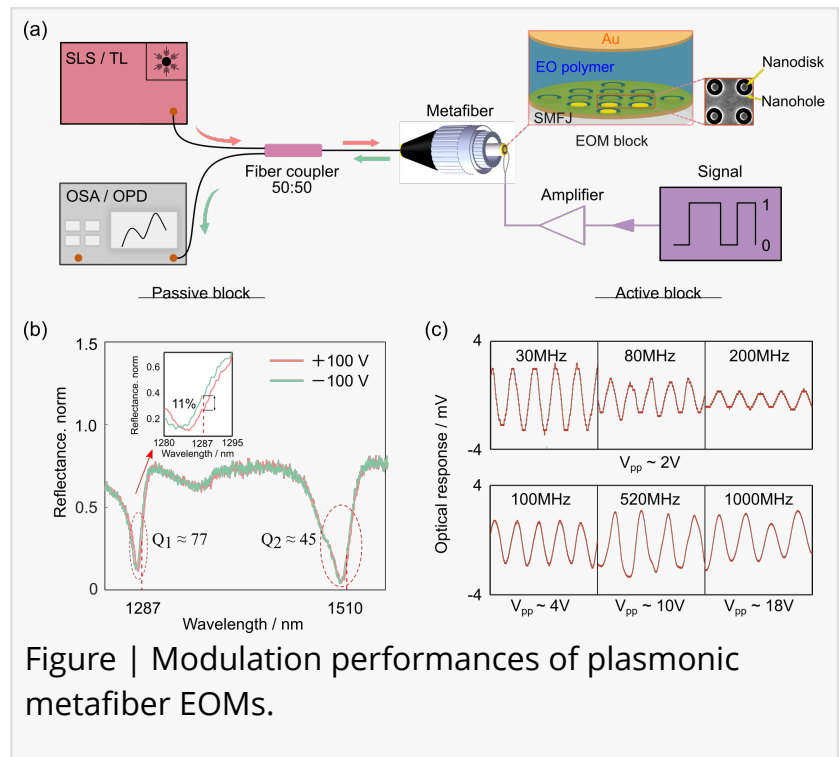 (a)
SLS / TL
Au
EO polymer
SMFJ
EOM block
Nanodisk
Nanohole
Metafiber
Fiber coupler
50:50
OSA / OPD
Amplifier
Signal
1
0
Passive block
Active block
(b)
1.5
1.0
0.5
0
Reflectance. norm
+100 V
−100 V
0.6
0.4
0.2
Reflectance. norm
11%
1280 1287 1295
Wavelength / nm
Q₁ ≈ 77
Q₂ ≈ 45
1287
1510
Wavelength / nm
(c)
4
-4
4
-4
Optical response / mV
30MHz
80MHz
200MHz
Vpp ~ 2V
100MHz
520MHz
1000MHz
Vpp ~ 4V
Vpp ~ 10V
Vpp ~ 18V
Figure | Modulation performances of plasmonic
metafiber EOMs.